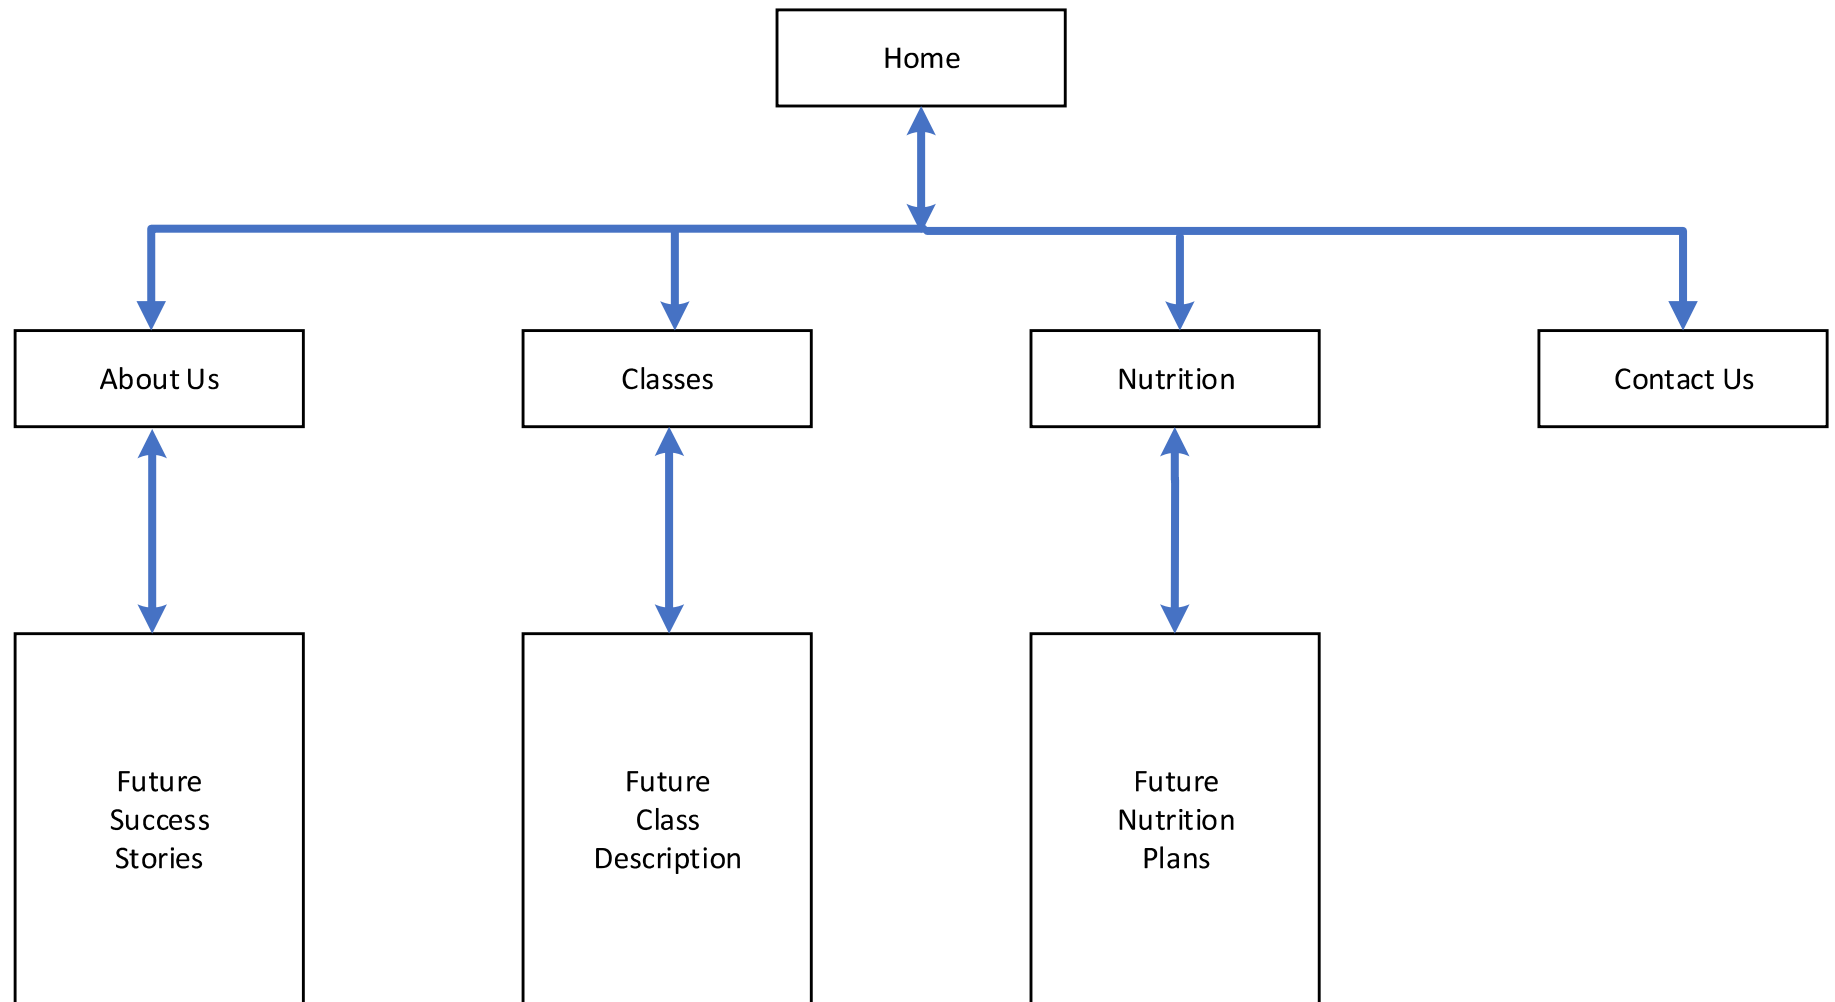 Home
About Us
Classes
Nutrition
Contact Us
Future
Success
Stories
Future
Class
Description
Future
Nutrition
Plans